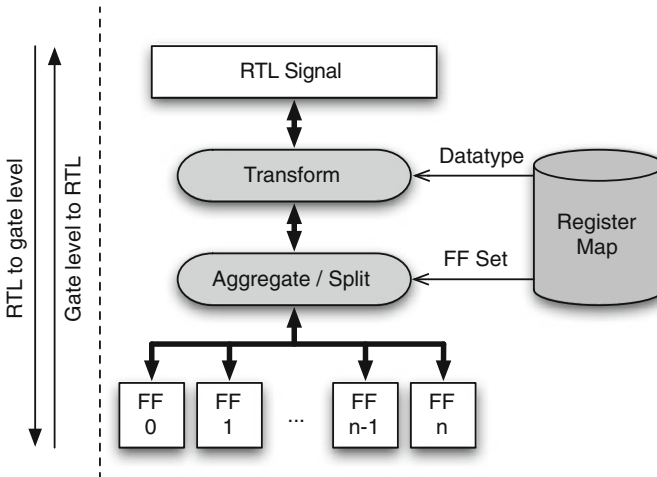 RTL to gate level
Gate level to RTL
RTL Signal
Transform
Datatype
Register
Map
Aggregate / Split
FF Set
FF
0
FF
1
...
FF
n-1
FF
n